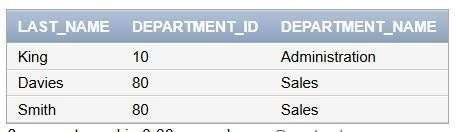 LAST_NAME DEPARTMENT_ID DEPARTMENT_NAME
King 10 Administration
Davies 80 Sales
Smith 80 Sales